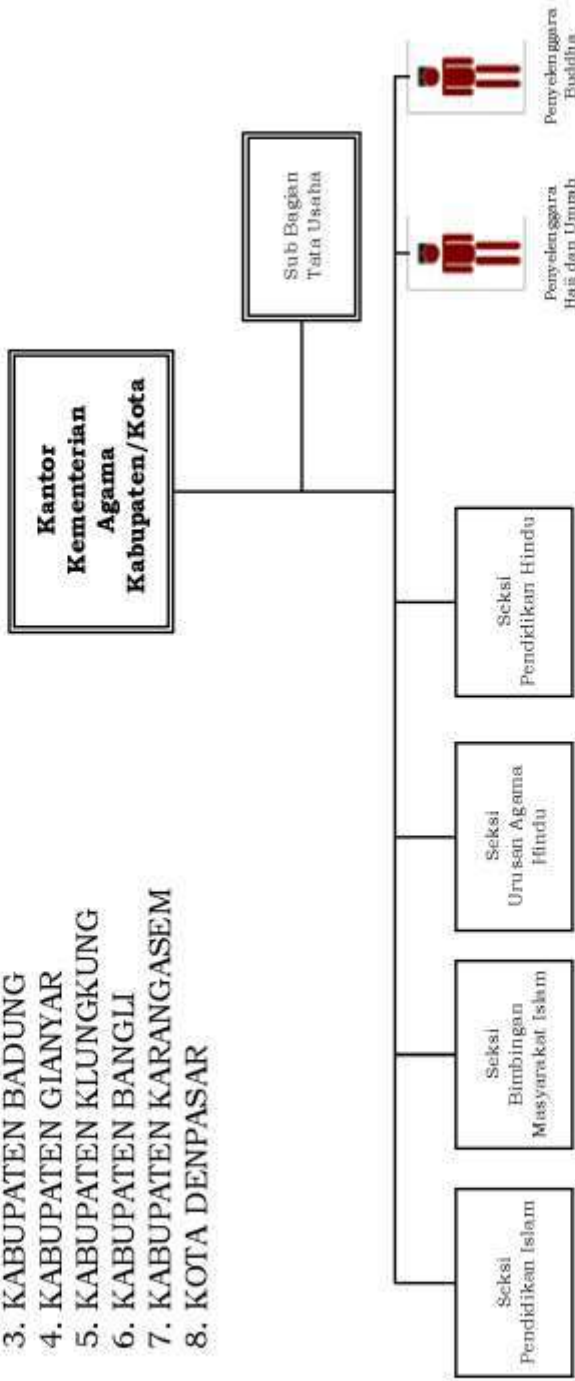 3. KABUPATEN BADUNG
4. KABUPATEN GIANYAR
5. KABUPATEN KLUNGKUNG
6. KABUPATEN BANGLI
7. KABUPATEN KARANGASEM
8. KOTA DENPASAR
Kantor
Kementerian
Agama
Kabupaten/Kota
Sub Bagian
Tata Usaha
Seksi
Pendidikan Islam
Seksi
Bimbingan
Masyarakat Islam
Seksi
Urusan Agama
Hindu
Seksi
Pendidikan Hindu
Penyelenggara
Haji dan Umrah
Penyelenggara
Buddha